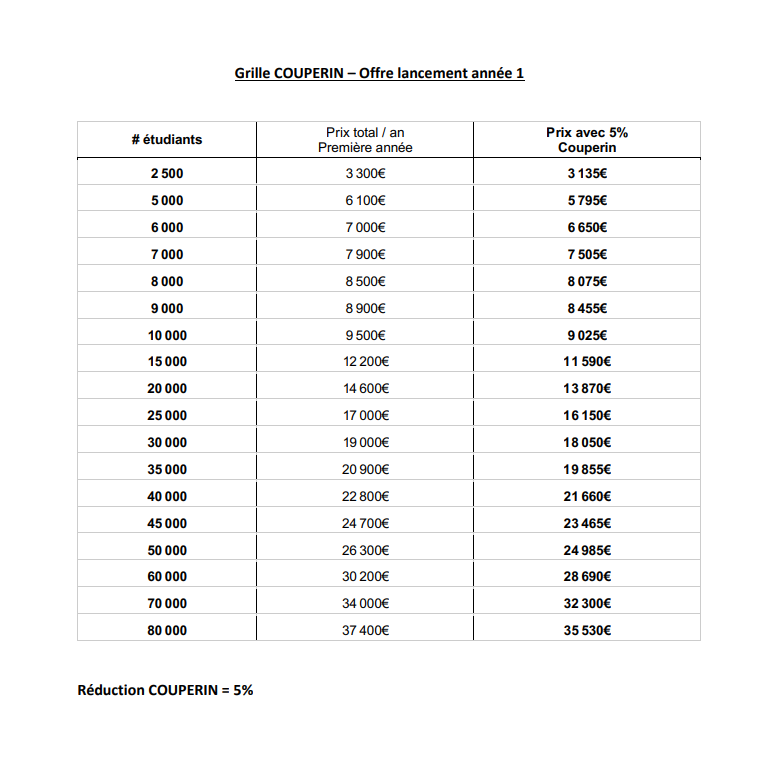 Grille COUPERIN – Offre lancement année 1
# étudiants Prix total / an Première année Prix avec 5% Couperin
2 500 3 300€ 3 135€
5 000 6 100€ 5 795€
6 000 7 000€ 6 650€
7 000 7 900€ 7 505€
8 000 8 500€ 8 075€
9 000 8 900€ 8 455€
10 000 9 500€ 9 025€
15 000 12 200€ 11 590€
20 000 14 600€ 13 870€
25 000 17 000€ 16 150€
30 000 19 000€ 18 050€
35 000 20 900€ 19 855€
40 000 22 800€ 21 660€
45 000 24 700€ 23 465€
50 000 26 300€ 24 985€
60 000 30 200€ 28 690€
70 000 34 000€ 32 300€
80 000 37 400€ 35 530€
Réduction COUPERIN = 5%